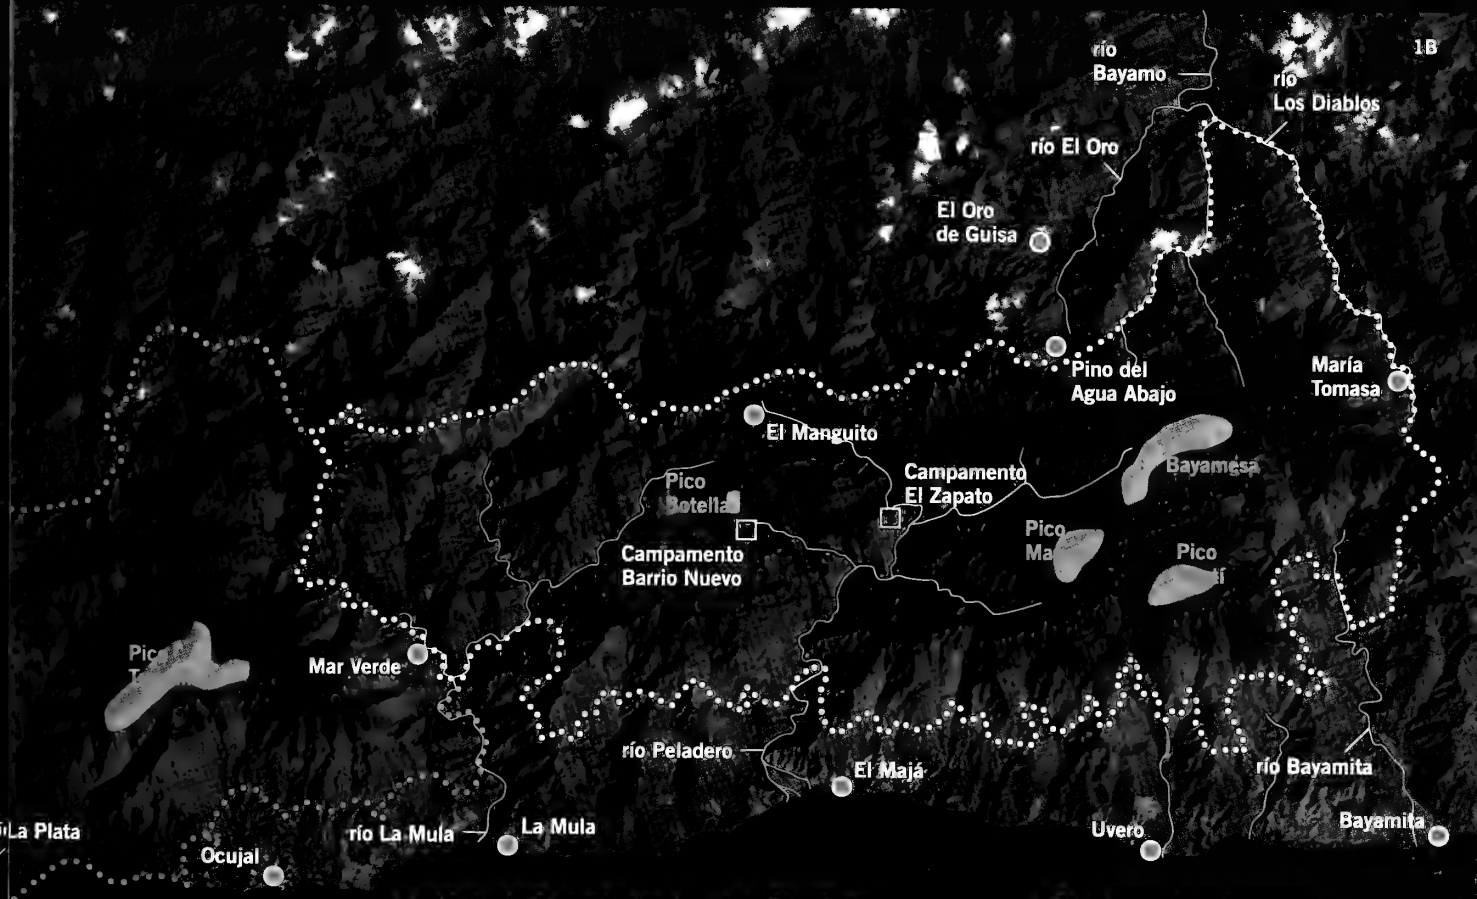 río
Bayamo
1B
río
Los Diablos
río El Oro
El Oro
de Guisa
Pino del
Agua Abajo
María
Tomasa
El Manguito
Bayamesa
Campamento
El Zapato
Pico
Botella
Campamento
Barrio Nuevo
Pico
Pico
Pico
Mar Verde
río Peladero
El Majá
río Bayamita
La Plata
río La Mula
La Mula
Uvero
Bayamita
Ocujal